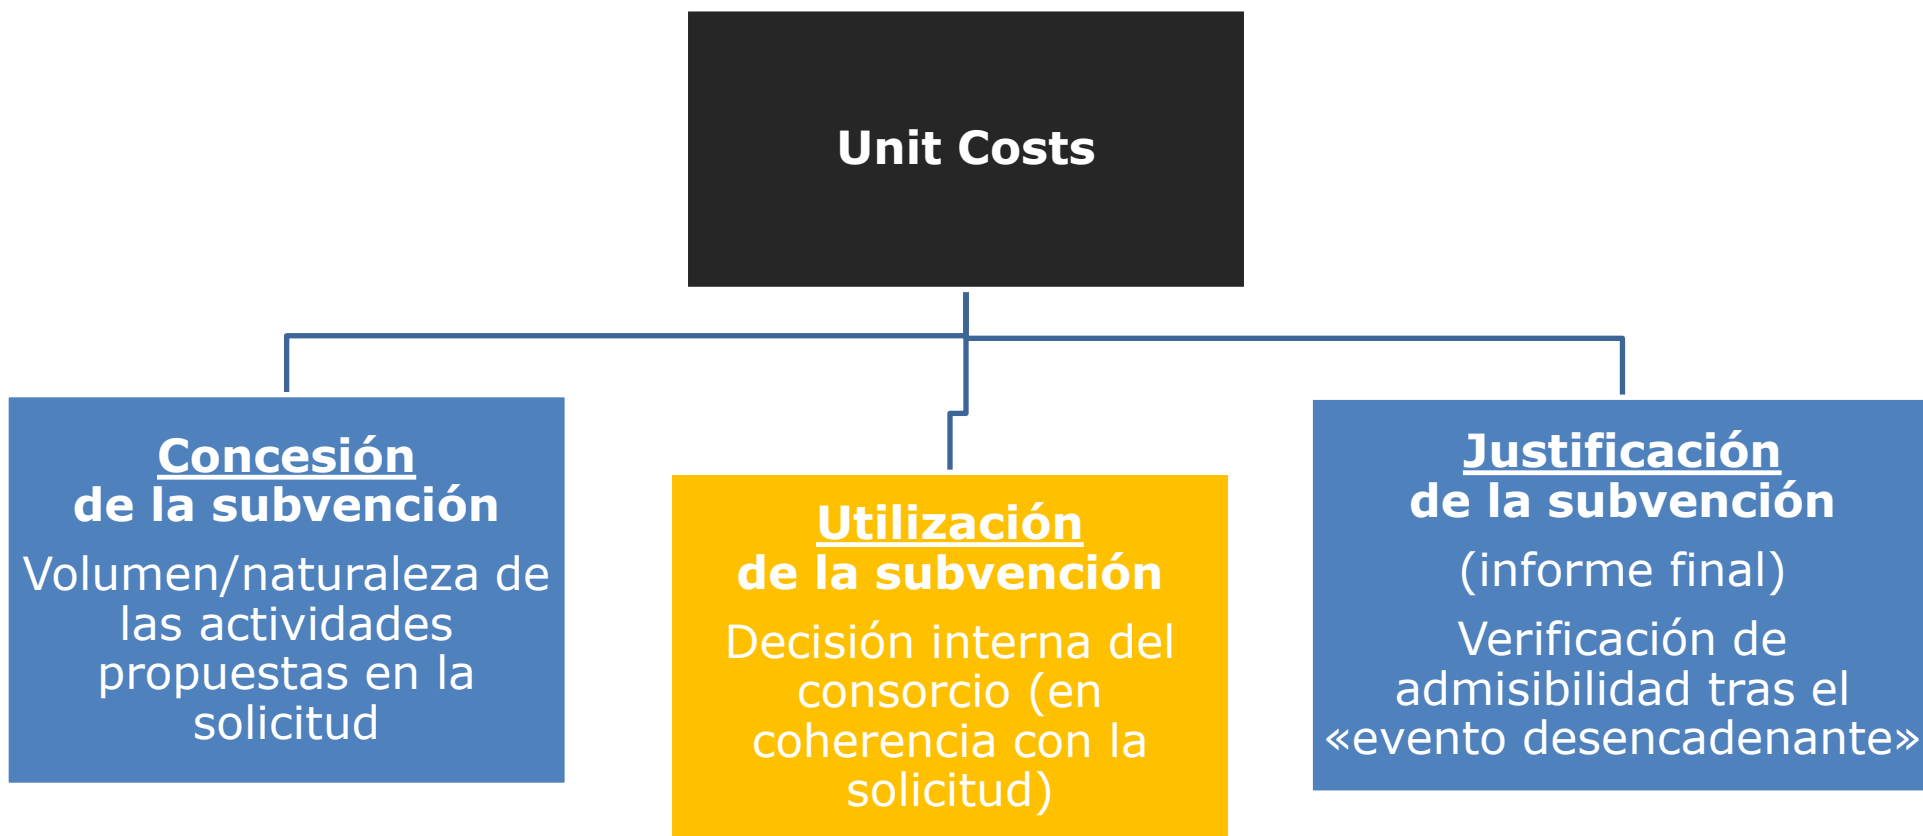 Unit Costs
Concesión
de la subvención
Volumen/naturaleza de
las actividades
propuestas en la
solicitud
Utilización
de la subvención
Decisión interna del
consorcio (en
coherencia con la
solicitud)
Justificación
de la subvención
(informe final)
Verificación de
admisibilidad tras el
«evento desencadenante»